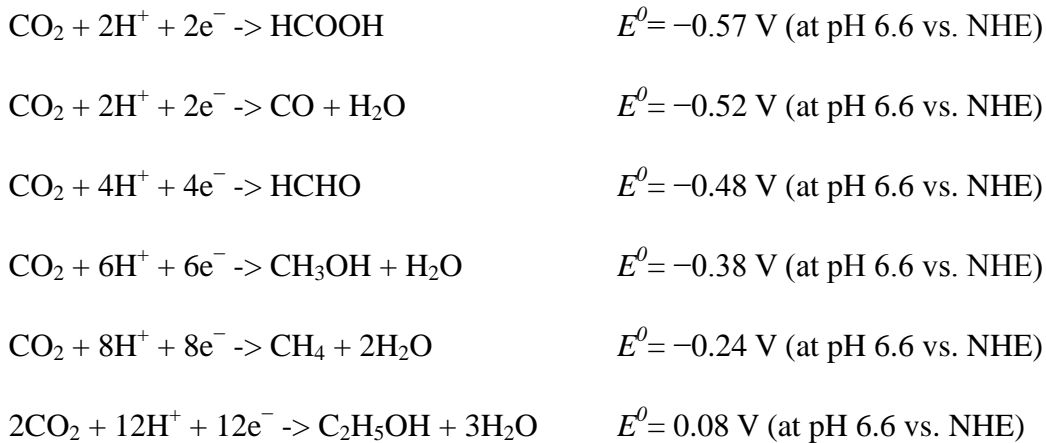 CO₂ + 2H⁺ + 2e⁻ -> HCOOH E⁰= −0.57 V (at pH 6.6 vs. NHE)
CO₂ + 2H⁺ + 2e⁻ -> CO + H₂O E⁰= −0.52 V (at pH 6.6 vs. NHE)
CO₂ + 4H⁺ + 4e⁻ -> HCHO E⁰= −0.48 V (at pH 6.6 vs. NHE)
CO₂ + 6H⁺ + 6e⁻ -> CH₃OH + H₂O E⁰= −0.38 V (at pH 6.6 vs. NHE)
CO₂ + 8H⁺ + 8e⁻ -> CH₄ + 2H₂O E⁰= −0.24 V (at pH 6.6 vs. NHE)
2CO₂ + 12H⁺ + 12e⁻ -> C₂H₅OH + 3H₂O E⁰= 0.08 V (at pH 6.6 vs. NHE)